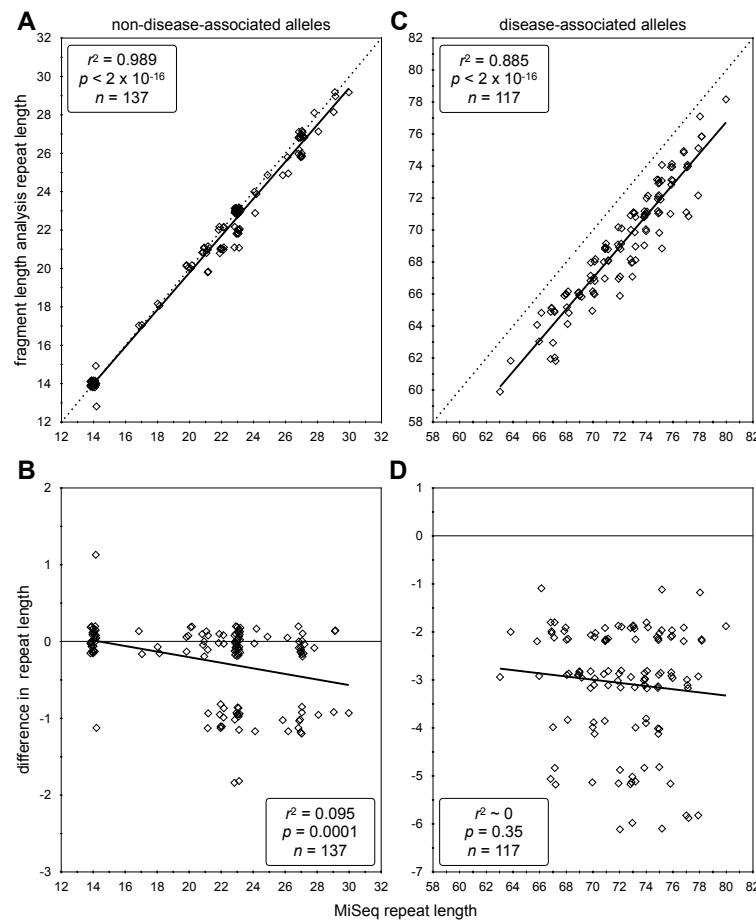 A
non-disease-associated alleles
r² = 0.989
p < 2 x 10⁻¹⁶
n = 137
32
30
28
26
24
22
20
18
16
14
12
12 14 16 18 20 22 24 26 28 30 32
fragment length analysis repeat length
C
disease-associated alleles
r² = 0.885
p < 2 x 10⁻¹⁶
n = 117
82
80
78
76
74
72
70
68
66
64
62
60
58
58 60 62 64 66 68 70 72 74 76 78 80 82
B
2
1
0
-1
-2
-3
r² = 0.095
p = 0.0001
n = 137
12 14 16 18 20 22 24 26 28 30 32
difference in repeat length
D
1
0
-1
-2
-3
-4
-5
-6
-7
r² ~ 0
p = 0.35
n = 117
58 60 62 64 66 68 70 72 74 76 78 80 82
MiSeq repeat length